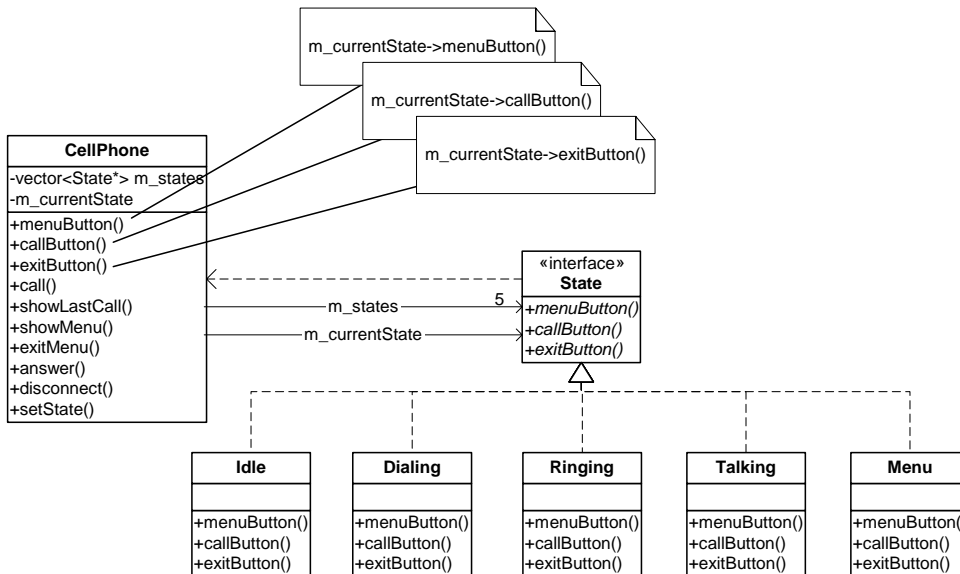 m_currentState->menuButton()
m_currentState->callButton()
m_currentState->exitButton()
CellPhone
-vector<State*> m_states
-m_currentState
+menuButton()
+callButton()
+exitButton()
+call()
+showLastCall()
+showMenu()
+exitMenu()
+answer()
+disconnect()
+setState()
m_states
5
m_currentState
«interface»
State
+menuButton()
+callButton()
+exitButton()
Idle
+menuButton()
+callButton()
+exitButton()
Dialing
+menuButton()
+callButton()
+exitButton()
Ringing
+menuButton()
+callButton()
+exitButton()
Talking
+menuButton()
+callButton()
+exitButton()
Menu
+menuButton()
+callButton()
+exitButton()